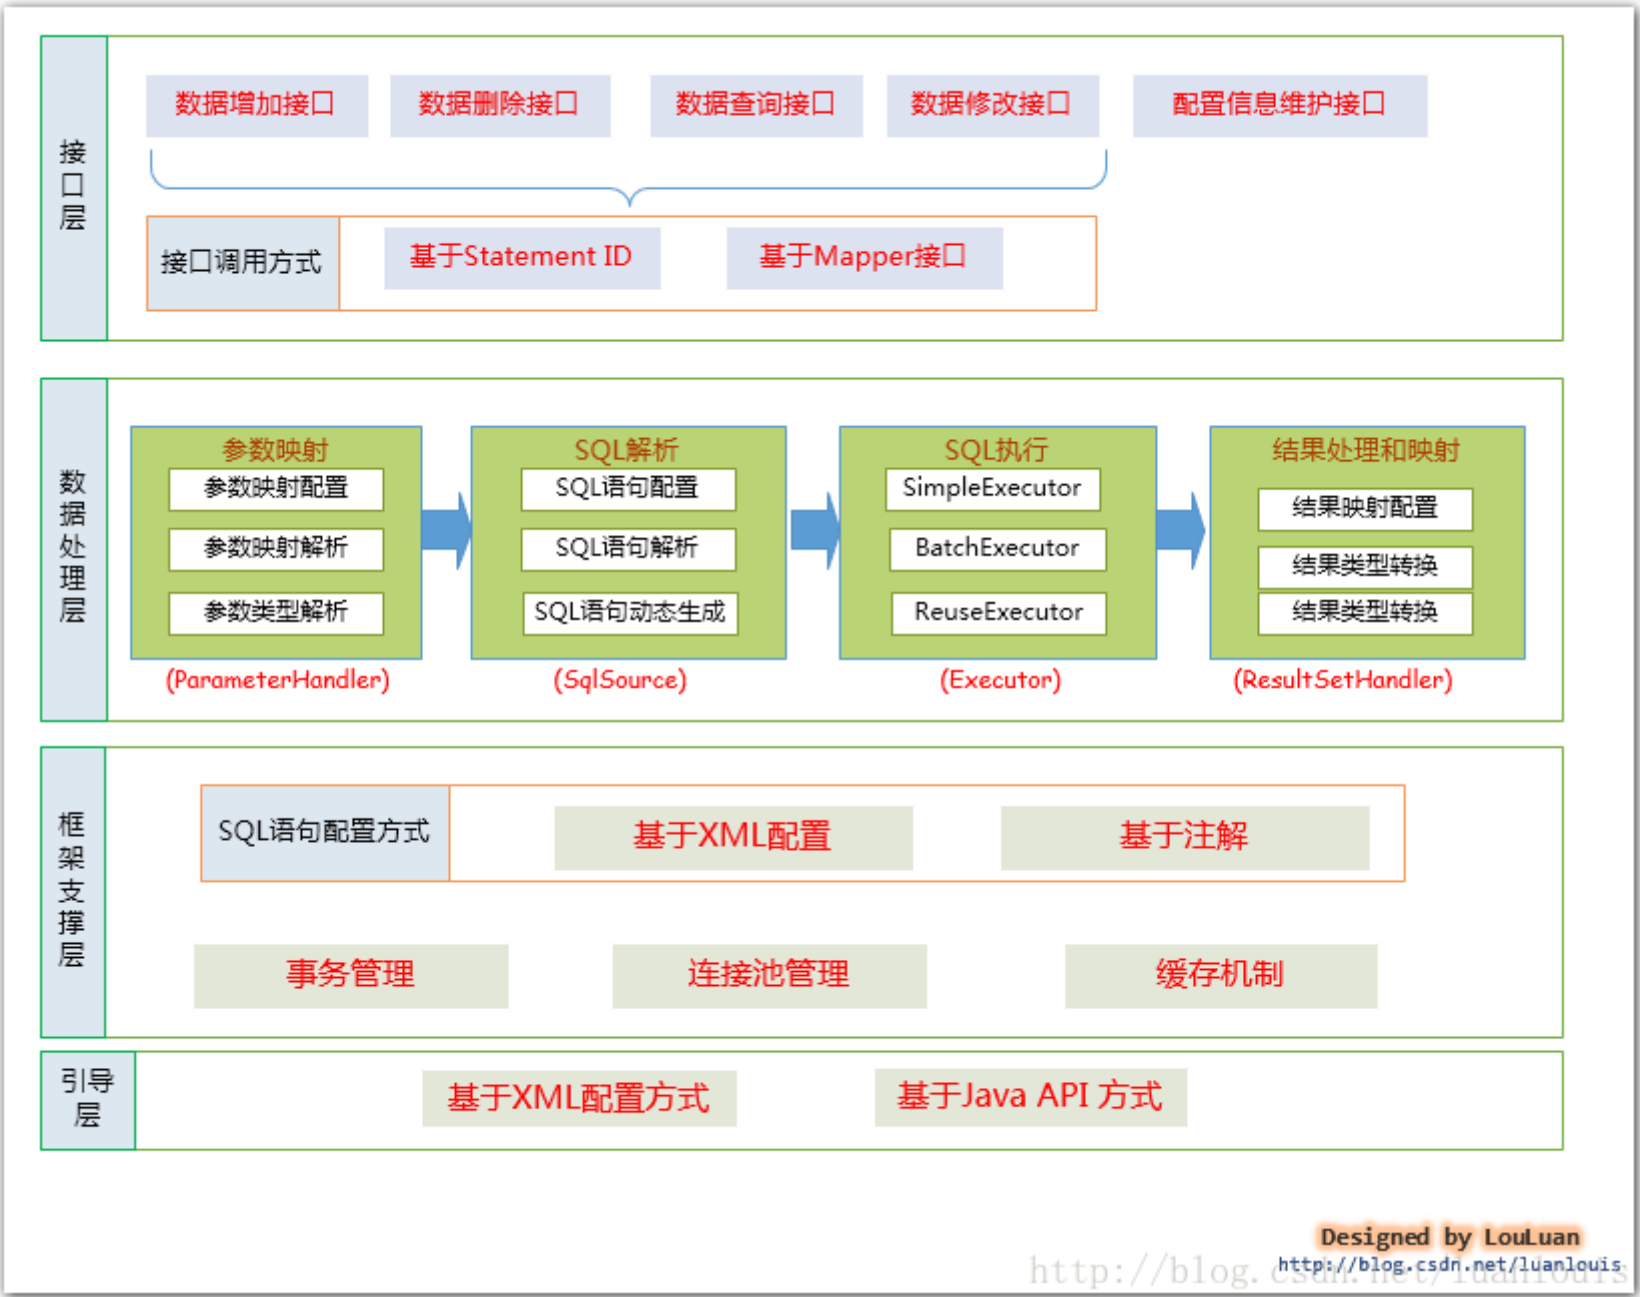 接口层
数据增加接口
数据删除接口
数据查询接口
数据修改接口
配置信息维护接口
接口调用方式
基于Statement ID
基于Mapper接口
数据处理层
参数映射
参数映射配置
参数映射解析
参数类型解析
(ParameterHandler)
SQL解析
SQL语句配置
SQL语句解析
SQL语句动态生成
(SqlSource)
SQL执行
SimpleExecutor
BatchExecutor
ReuseExecutor
(Executor)
结果处理和映射
结果映射配置
结果类型转换
结果类型转换
(ResultSetHandler)
框架支撑层
SQL语句配置方式
基于XML配置
基于注解
事务管理
连接池管理
缓存机制
引导层
基于XML配置方式
基于Java API 方式
Designed by LouLuan
http://blog.csdn.net/luanlouis
http://blog.csdn.net/luanlouis